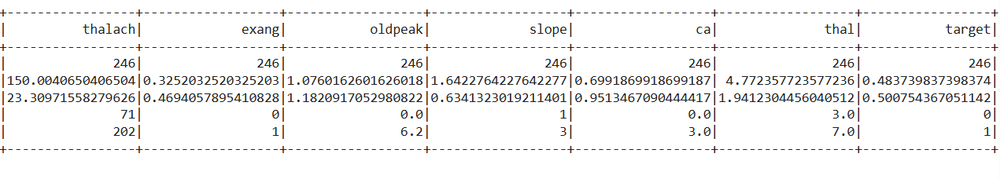 +-----------------+------------------+------------------+------------------+------------------+------------------+-----------------+
|          thalach|             exang|           oldpeak|             slope|                ca|              thal|           target|
+-----------------+------------------+------------------+------------------+------------------+------------------+-----------------+
|              246|               246|               246|               246|               246|               246|              246|
|150.0040650406504|0.3252032520325203|1.0760162601626018|1.6422764227642277|0.6991869918699187| 4.772357723577236|0.483739837398374|
|23.30971558279626|0.4694057895410828|1.1820917052980822|0.6341323019211401|0.9513467090444417|1.9412304456040512|0.500754367051142|
|               71|                 0|               0.0|                 1|               0.0|               3.0|                0|
|              202|                 1|               6.2|                 3|               3.0|               7.0|                1|
+-----------------+------------------+------------------+------------------+------------------+------------------+-----------------+